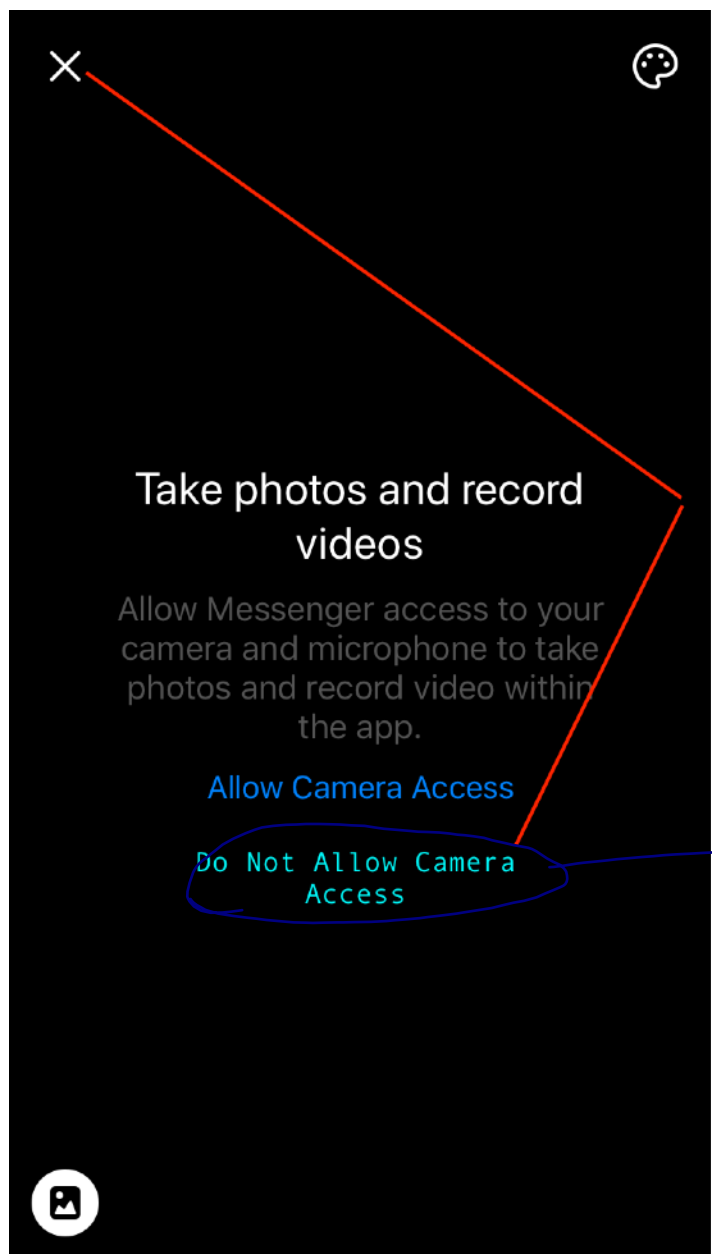 Take photos and record
videos
Allow Messenger access to your
camera and microphone to take
photos and record video within
the app.
Allow Camera Access
Do Not Allow Camera
Access